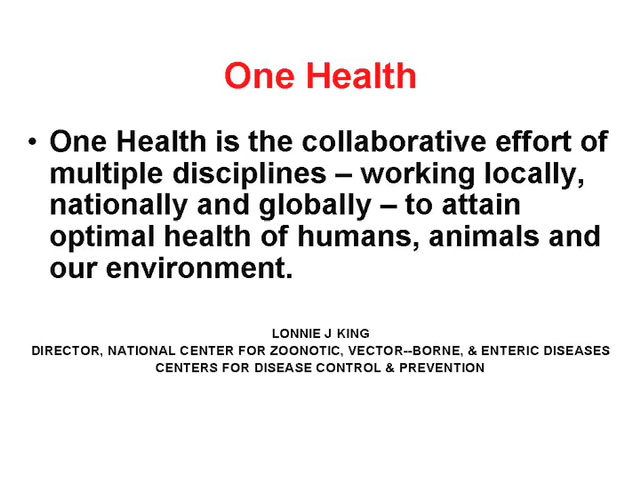 One Health
• One Health is the collaborative effort of
multiple disciplines – working locally,
nationally and globally – to attain
optimal health of humans, animals and
our environment.
LONNIE J KING
DIRECTOR, NATIONAL CENTER FOR ZOONOTIC, VECTOR--BORNE, & ENTERIC DISEASES
CENTERS FOR DISEASE CONTROL & PREVENTION